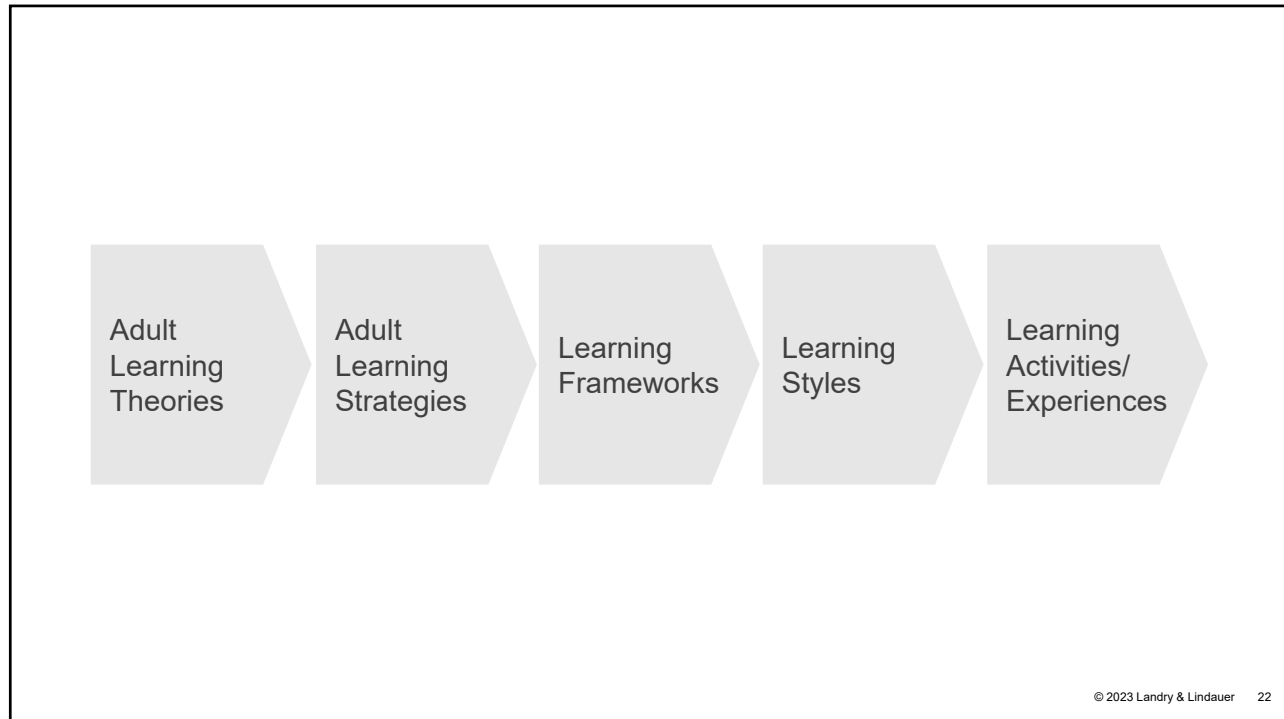 Adult
Learning
Theories
Adult
Learning
Strategies
Learning
Frameworks
Learning
Styles
Learning
Activities/
Experiences
© 2023 Landry & Lindauer 22